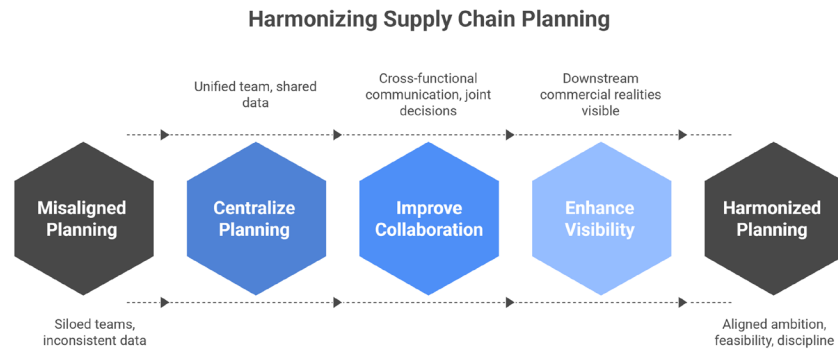 Harmonizing Supply Chain Planning
Unified team, shared
data
Cross-functional
communication, joint
decisions
Downstream
commercial realities
visible
Misaligned
Planning
Centralize
Planning
Improve
Collaboration
Enhance
Visibility
Harmonized
Planning
Siloed teams,
inconsistent data
Aligned ambition,
feasibility, discipline